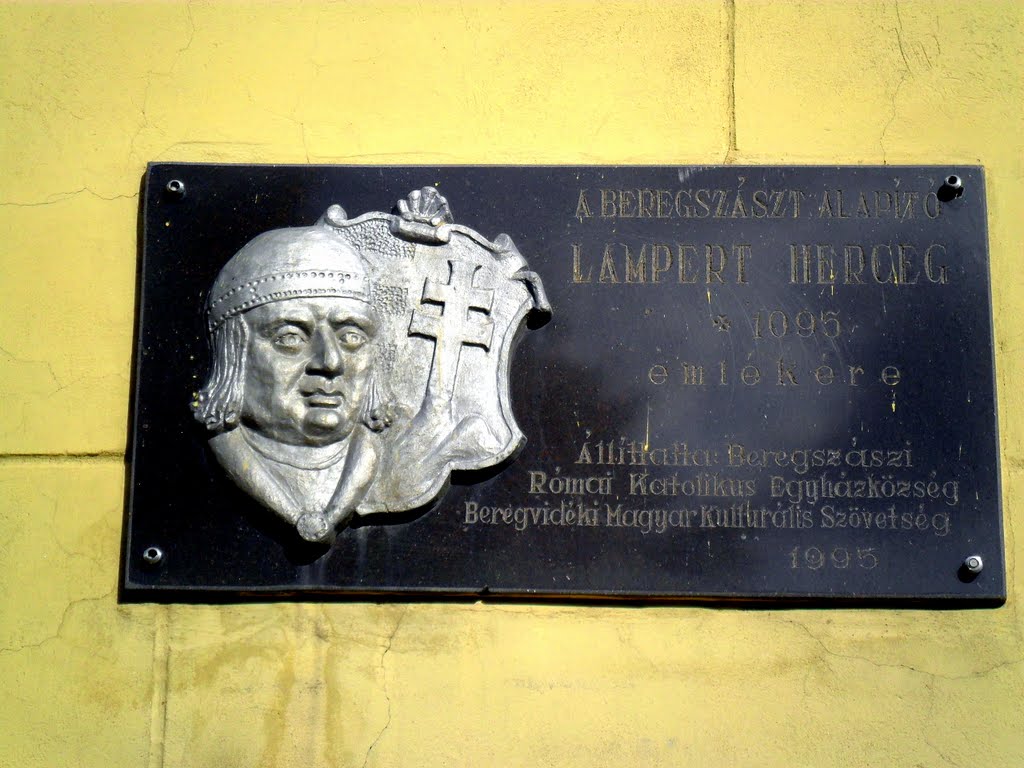 A BEREGSZÁSZT ALAPÍTÓ
LAMPERT HERCEG
* 1095
emlékére
Állíttatta: Beregszászi
Római Katolikus Egyházközség
Beregvidéki Magyar Kulturális Szövetség
1995